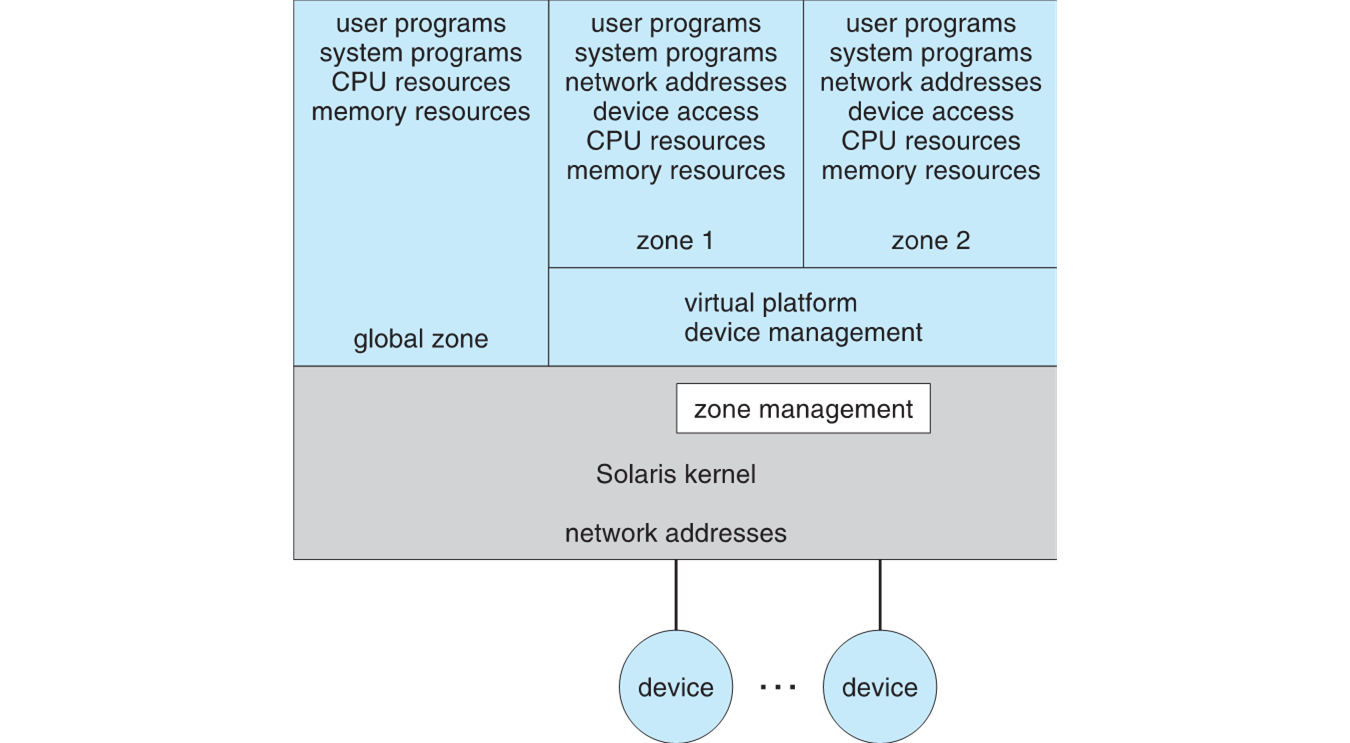 user programs
system programs
CPU resources
memory resources
global zone
user programs
system programs
network addresses
device access
CPU resources
memory resources
zone 1
user programs
system programs
network addresses
device access
CPU resources
memory resources
zone 2
virtual platform
device management
zone management
Solaris kernel
network addresses
device
...
device